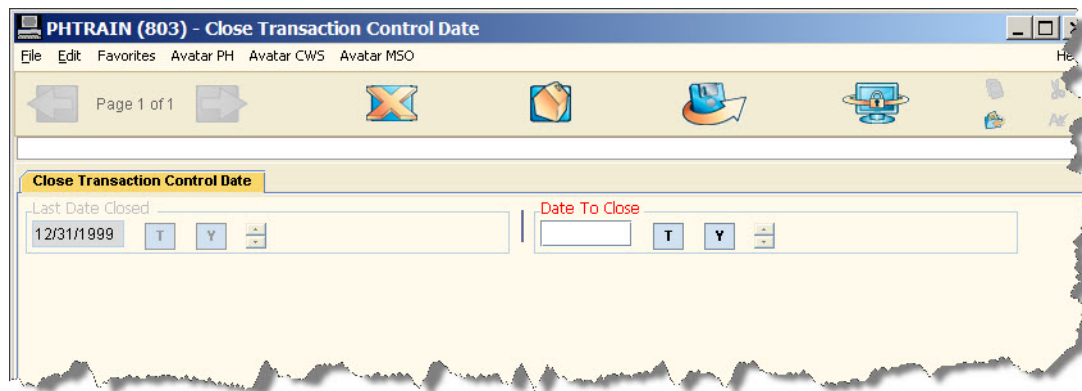 PHTRAIN (803) - Close Transaction Control Date
File Edit Favorites Avatar PH Avatar CWS Avatar MSO
Page 1 of 1
Close Transaction Control Date
Last Date Closed
12/31/1999 T Y
Date To Close
T Y